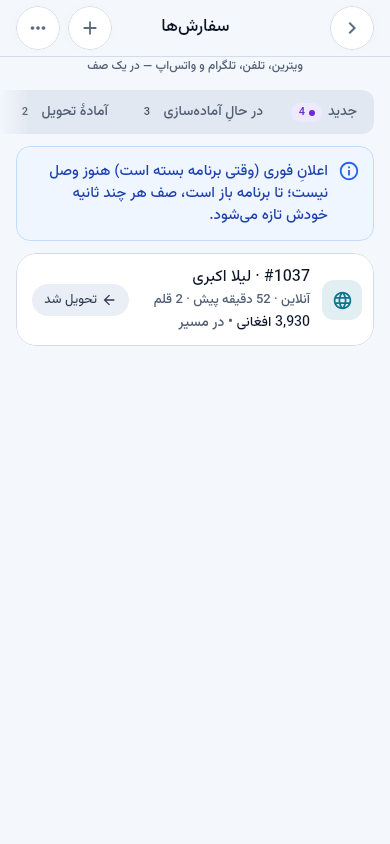 سفارش‌ها
ویترین، تلفن، تلگرام و واتس‌اپ — در یک صف
جدید 4 در حالِ آماده‌سازی 3 آمادهٔ تحویل 2
اعلانِ فوری (وقتی برنامه بسته است) هنوز وصل
نیست؛ تا برنامه باز است، صف هر چند ثانیه
خودش تازه می‌شود.
#1037 · لیلا اکبری
آنلاین · 52 دقیقه پیش · 2 قلم
3,930 افغانی • در مسیر
← تحویل شد